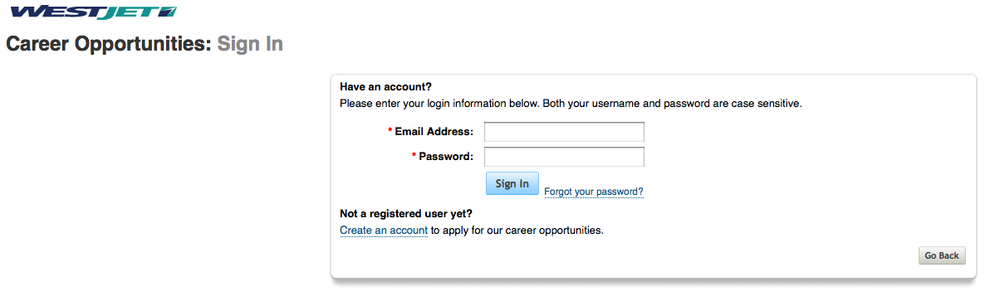 WESTJET
Career Opportunities: Sign In
Have an account?
Please enter your login information below. Both your username and password are case sensitive.
* Email Address:
* Password:
Sign In Forgot your password?
Not a registered user yet?
Create an account to apply for our career opportunities.
Go Back